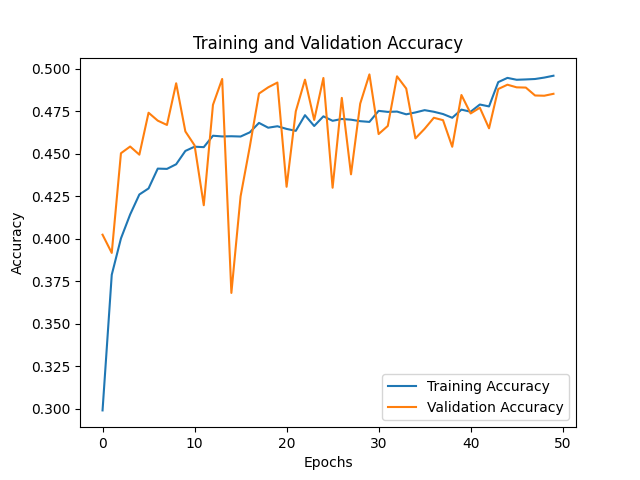 Training and Validation Accuracy
0.500
0.475
0.450
0.425
0.400
0.375
0.350
0.325
0.300
Accuracy
Training Accuracy
Validation Accuracy
0 10 20 30 40 50
Epochs